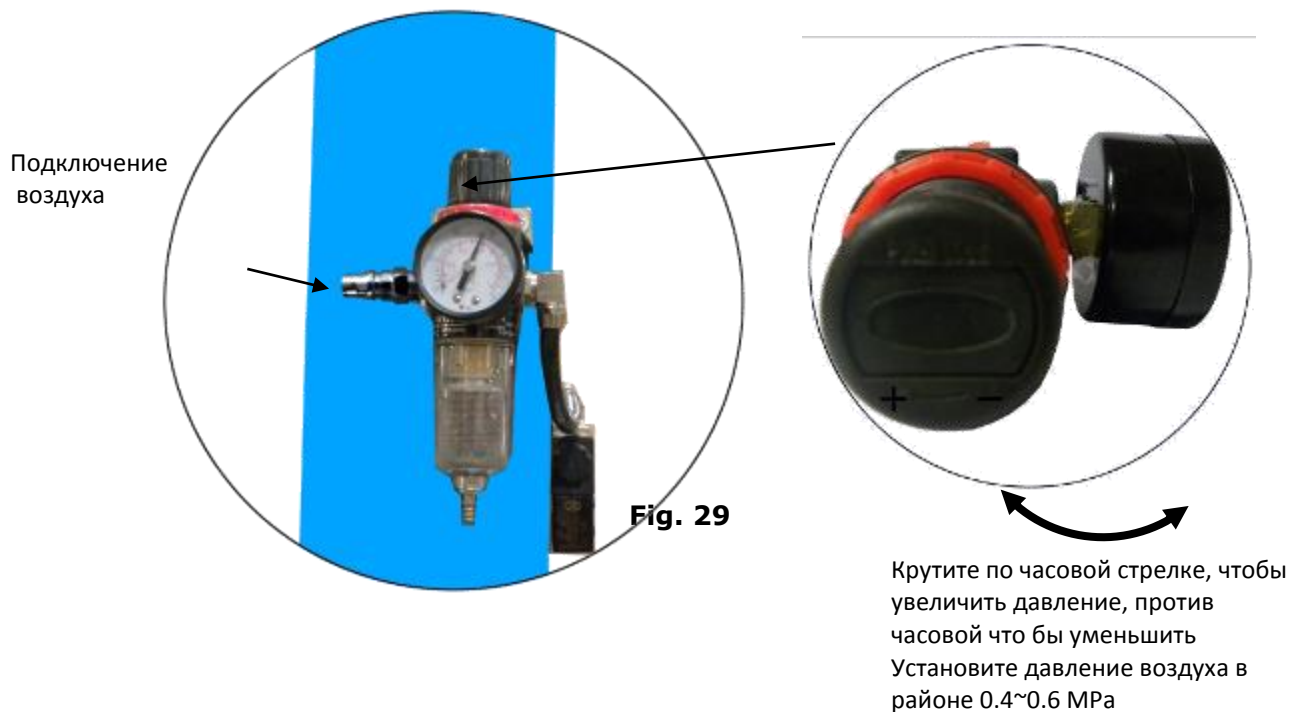 Подключение
воздуха
Fig. 29
+ -
Крутите по часовой стрелке, чтобы
увеличить давление, против
часовой что бы уменьшить
Установите давление воздуха в
районе 0.4~0.6 MPa